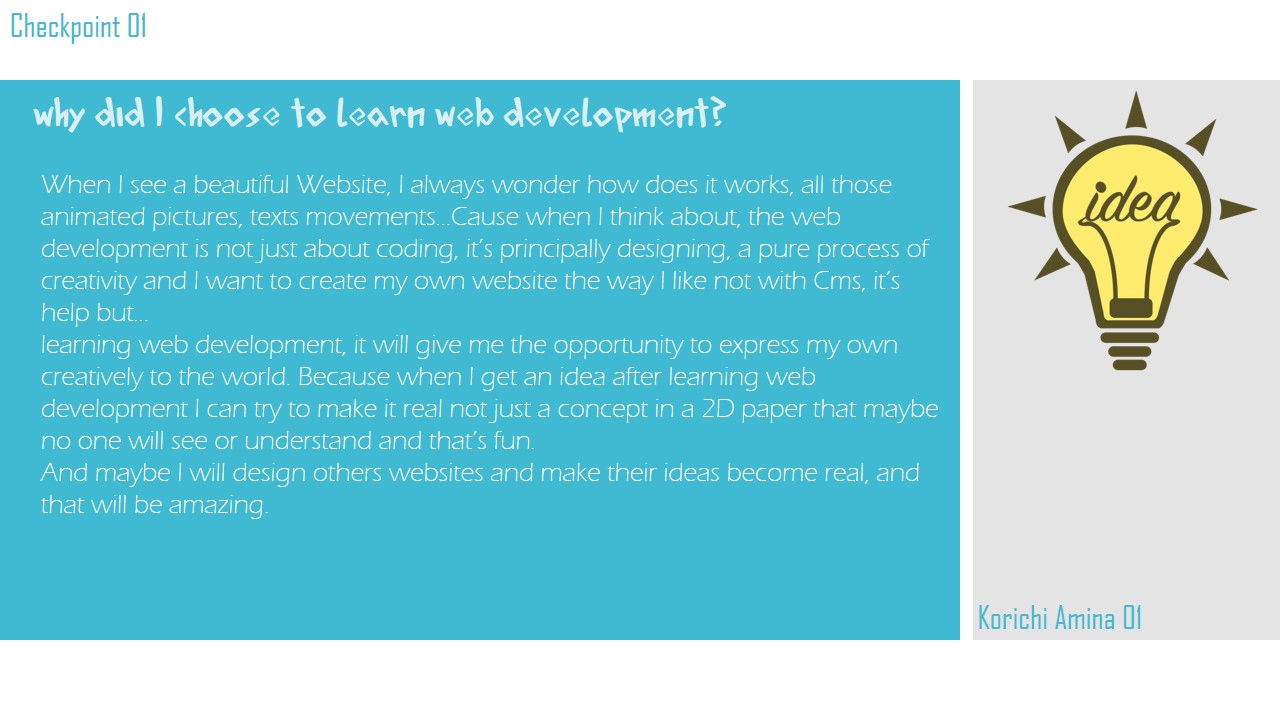 Checkpoint 01
why did I choose to learn web development?
When I see a beautiful Website, I always wonder how does it works, all those
animated pictures, texts movements...Cause when I think about, the web
development is not just about coding, it's principally designing, a pure process of
creativity and I want to create my own website the way I like not with Cms, it's
help but...
learning web development, it will give me the opportunity to express my own
creatively to the world. Because when I get an idea after learning web
development I can try to make it real not just a concept in a 2D paper that maybe
no one will see or understand and that's fun.
And maybe I will design others websites and make their ideas become real, and
that will be amazing.
idea
Korichi Amina 01